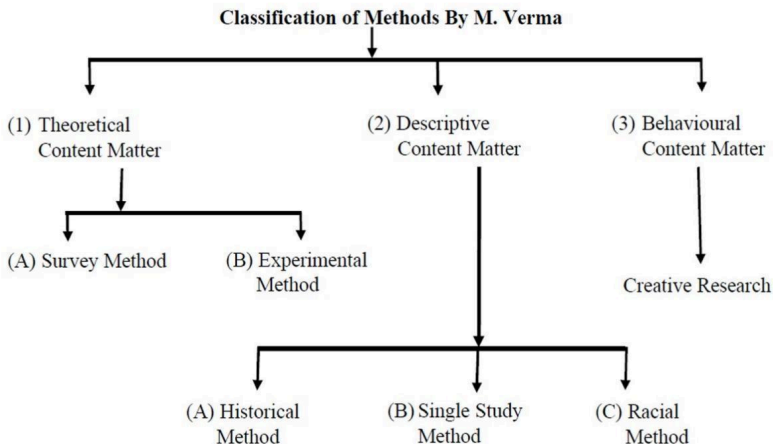 Classification of Methods By M. Verma
(1) Theoretical
Content Matter
(2) Descriptive
Content Matter
(3) Behavioural
Content Matter
(A) Survey Method
(B) Experimental
Method
Creative Research
(A) Historical
Method
(B) Single Study
Method
(C) Racial
Method